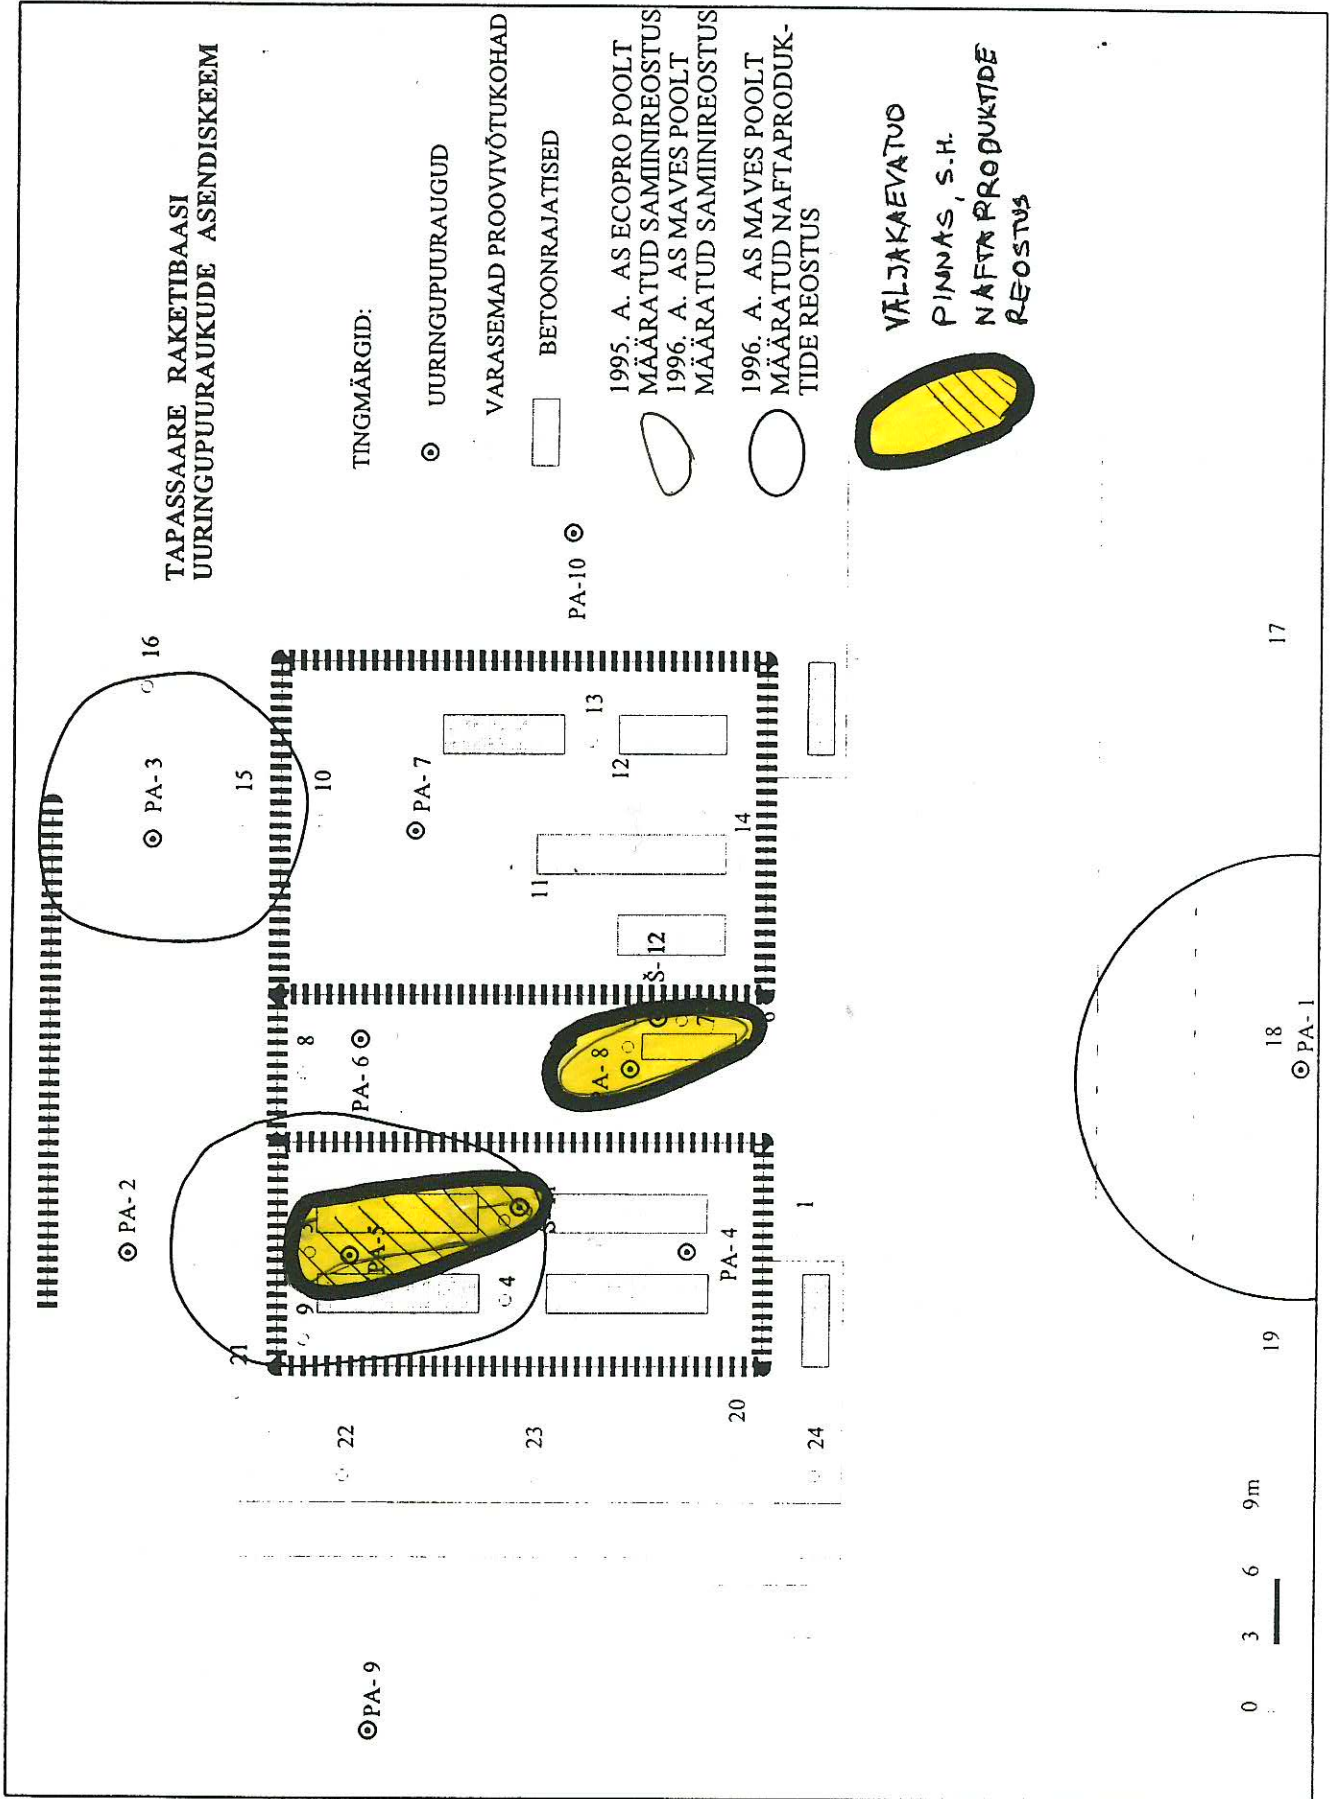 TAPASSAARE RAKETIBAASI
UURINGUPUURAUKUDE ASENDISKEEM
TINGMÄRGID:
UURINGUPUURAUGUD
VARASEMAD PROOVIVÕTUKOHAD
BETOONRAJATISED
1995. A. AS ECOPRO POOLT
MÄÄRATUD SAMIINIREOSTUS
1996. A. AS MAVES POOLT
MÄÄRATUD SAMIINIREOSTUS
1996. A. AS MAVES POOLT
MÄÄRATUD NAFTAPRODUK-
TIDE REOSTUS
VÄLJAKAEVATUD
PINNAS, S.H.
NAFTAPRODUKTIDE
REOSTUS
16
PA-3
15
10
PA-7
13
12
11
14
Š-12
PA-10
PA-2
8
PA-6
PA-8
7
6
21
9
3
PA-5
4
PA-4
1
22
23
20
24
PA-9
17
18
PA-1
19
0 3 6 9m